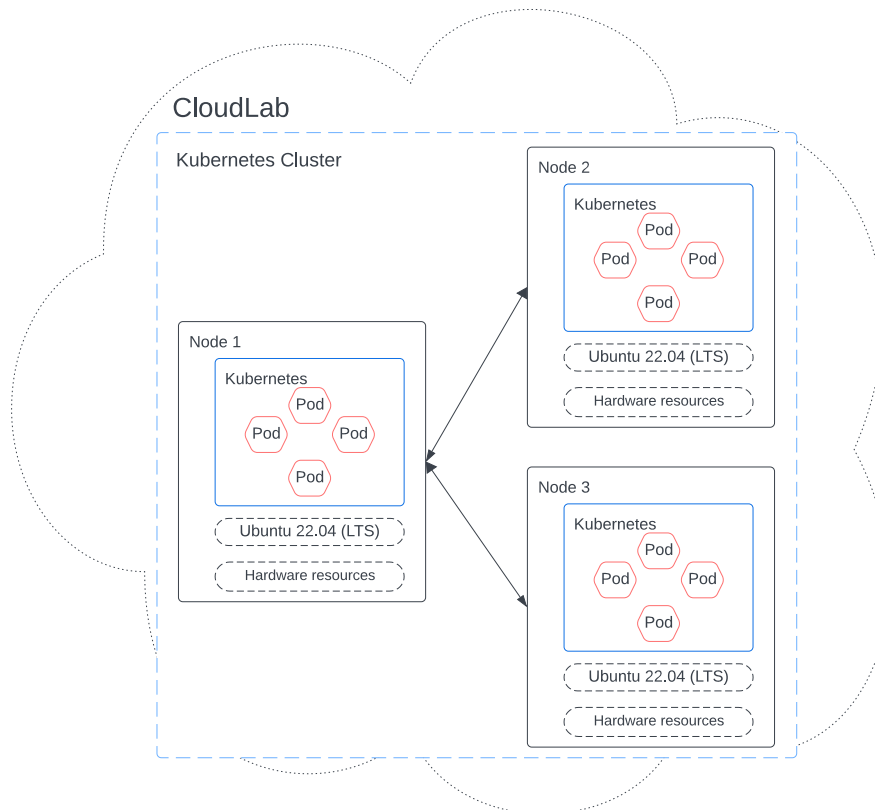 CloudLab
Kubernetes Cluster
Node 1
Kubernetes
Pod
Pod
Pod
Pod
Ubuntu 22.04 (LTS)
Hardware resources
Node 2
Kubernetes
Pod
Pod
Pod
Pod
Ubuntu 22.04 (LTS)
Hardware resources
Node 3
Kubernetes
Pod
Pod
Pod
Pod
Ubuntu 22.04 (LTS)
Hardware resources